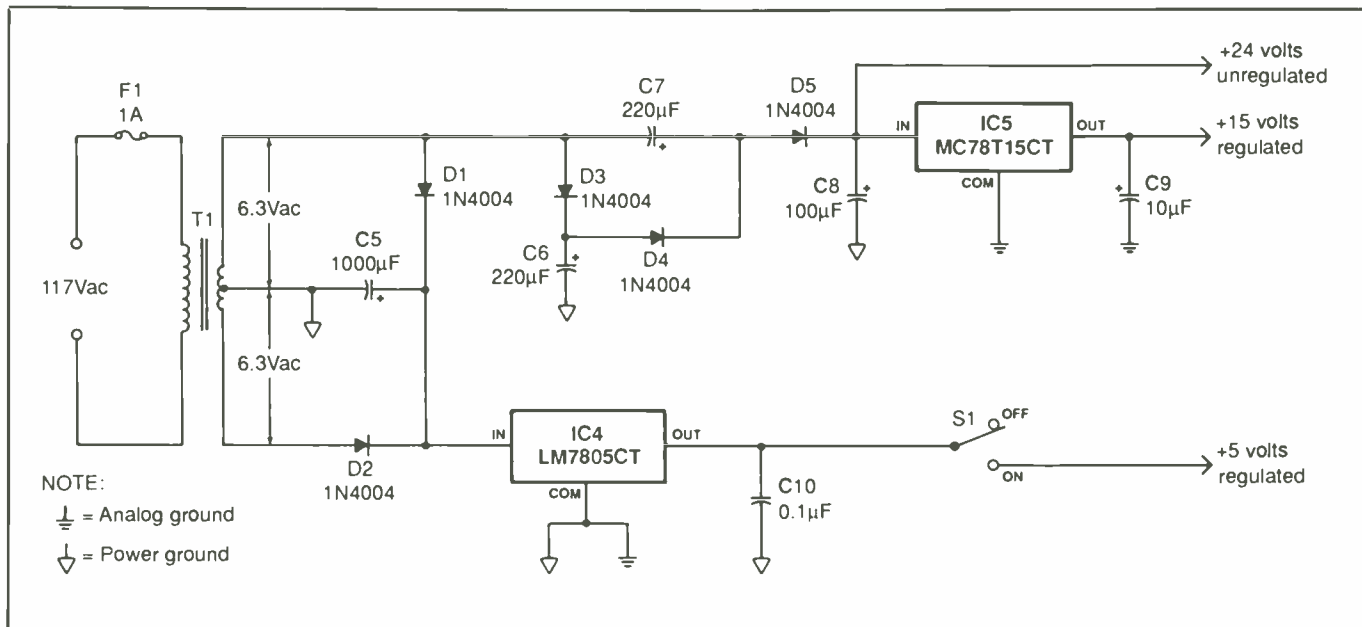 F1
1A
C7
220µF
D5
1N4004
+24 volts
unregulated
IN
IC5
MC78T15CT
OUT
COM
+15 volts
regulated
D1
1N4004
D3
1N4004
C8
100µF
+
+
C9
10µF
+
6.3Vac
T1
C5
1000µF
+
C6
220µF
+
D4
1N4004
117Vac
6.3Vac
D2
1N4004
IN
IC4
LM7805CT
OUT
COM
C10
0.1µF
S1
OFF
ON
+5 volts
regulated
NOTE:
= Analog ground
= Power ground